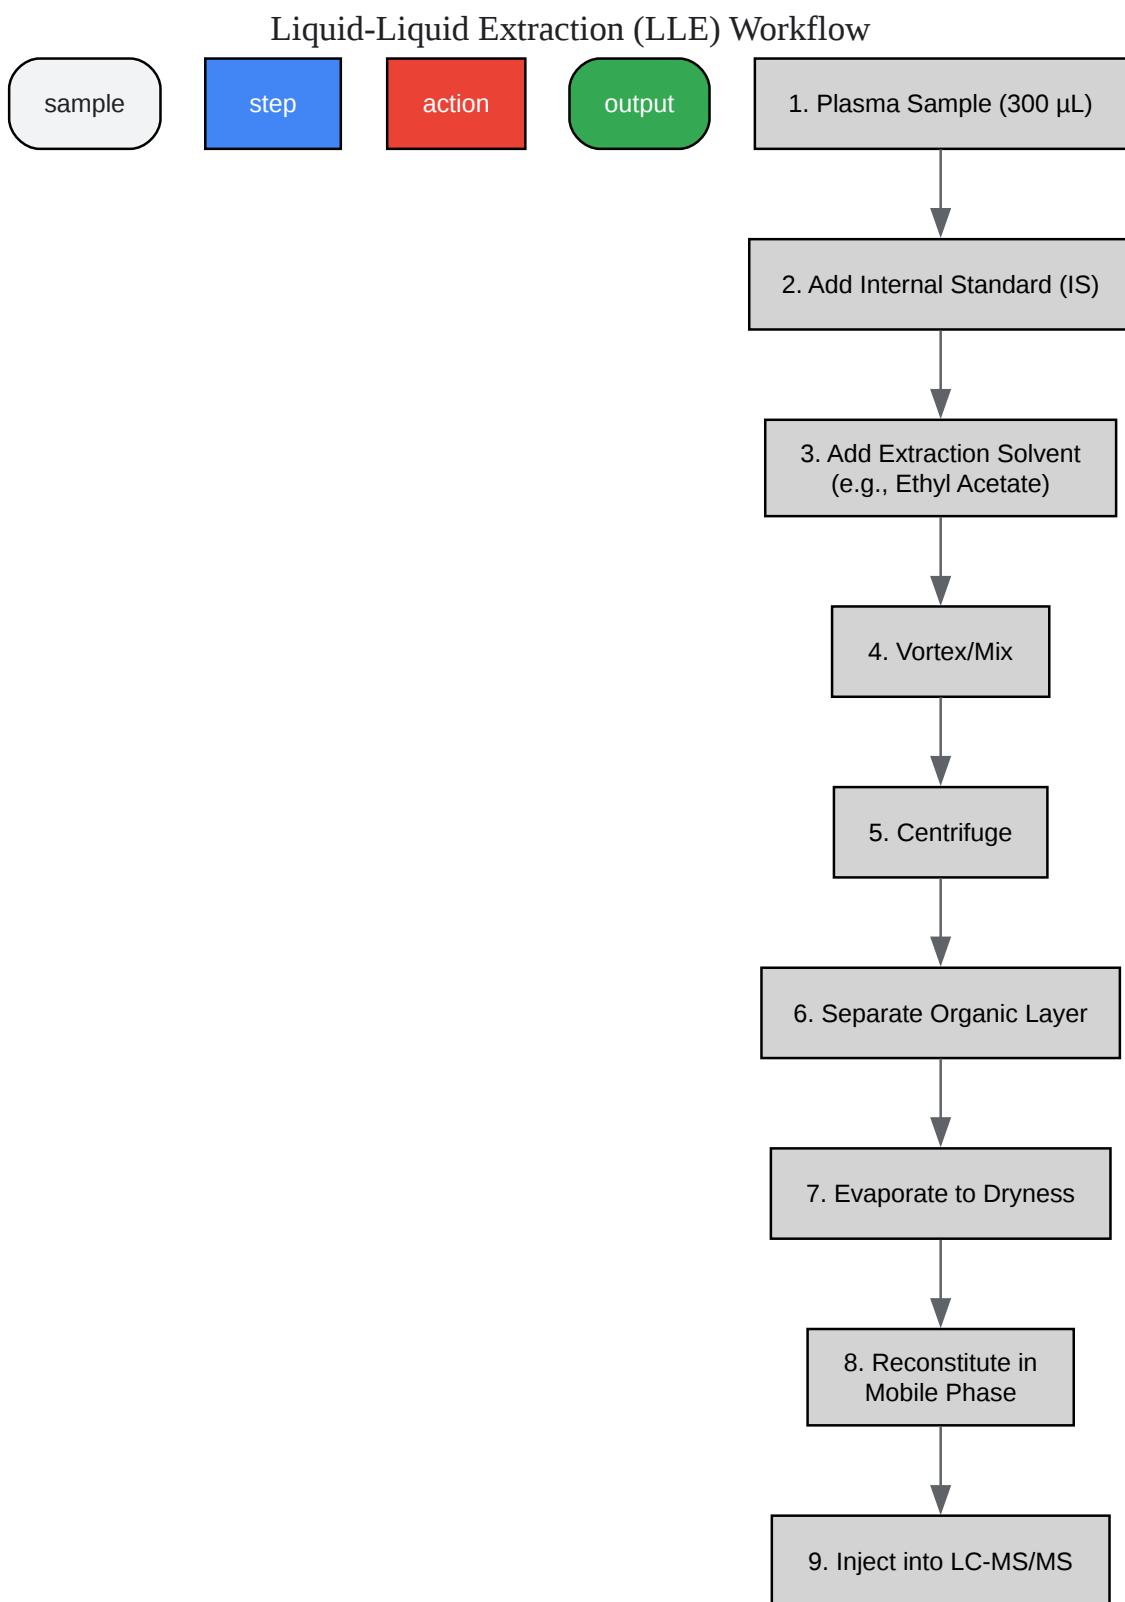 Liquid-Liquid Extraction (LLE) Workflow
sample
step
action
output
1. Plasma Sample (300 µL)
2. Add Internal Standard (IS)
3. Add Extraction Solvent
(e.g., Ethyl Acetate)
4. Vortex/Mix
5. Centrifuge
6. Separate Organic Layer
7. Evaporate to Dryness
8. Reconstitute in
Mobile Phase
9. Inject into LC-MS/MS